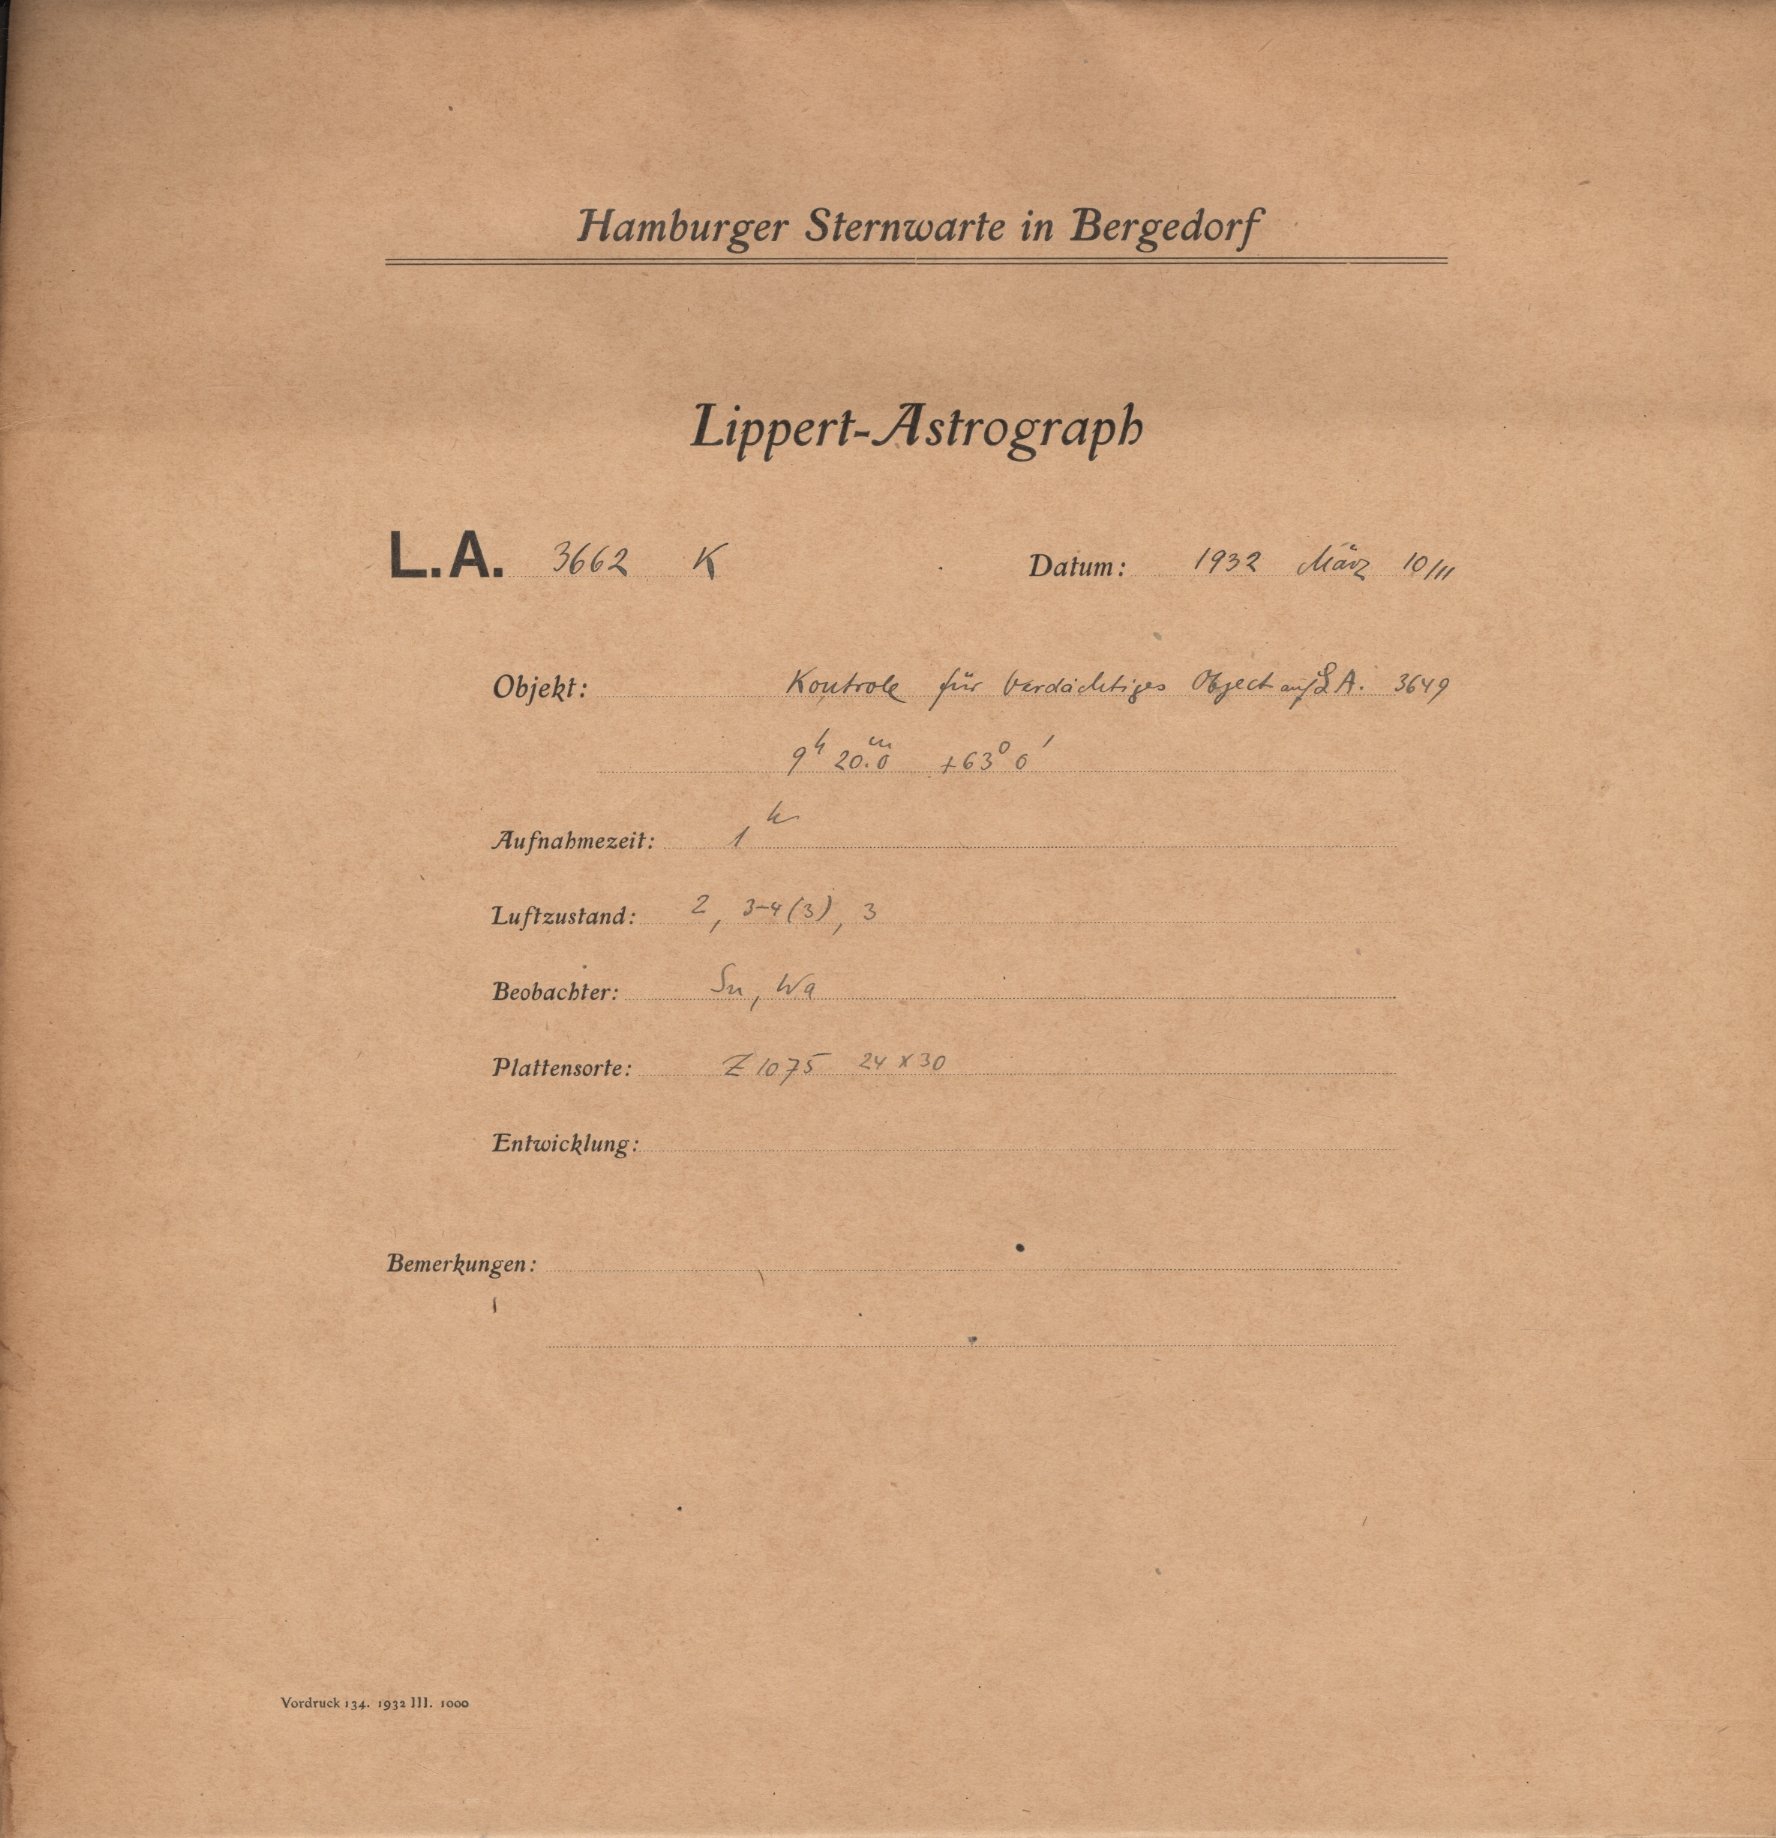 Hamburger Sternwarte in Bergedorf
Lippert-Astrograph
L.A. 3662 K Datum: 1932 März 10/11
Objekt: Kontrole für verdächtiges Object auf L.A. 3649
9h 20.m0 +63° 0'
Aufnahmezeit: 1h
Luftzustand: 2, 3-4(3), 3
Beobachter: Sn, Wa
Plattensorte: Z 1075 24 x 30
Entwicklung:
Bemerkungen:
Vordruck 134. 1932 III. 1000